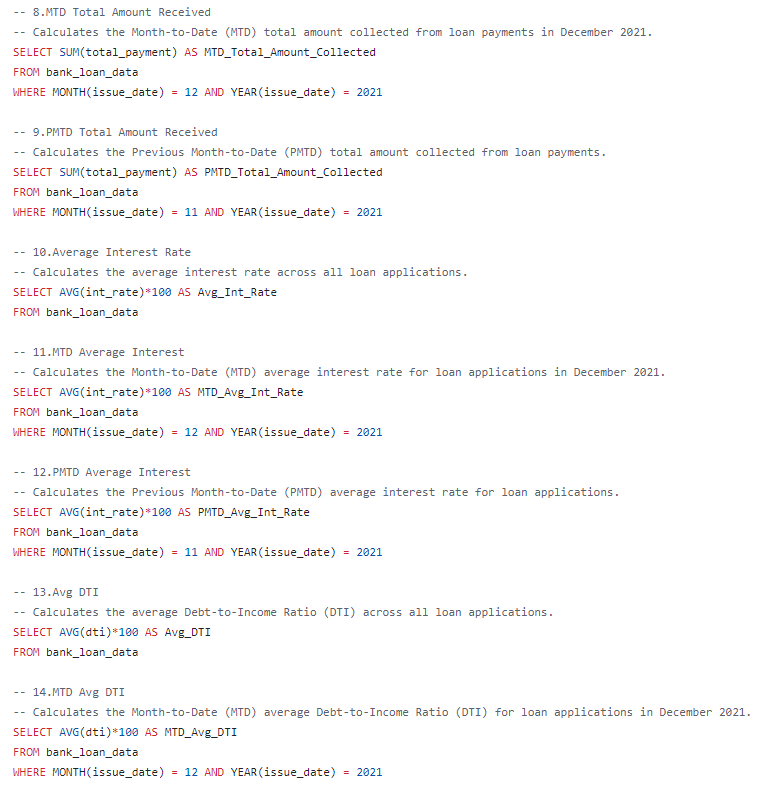 -- 8.MTD Total Amount Received
-- Calculates the Month-to-Date (MTD) total amount collected from loan payments in December 2021.
SELECT SUM(total_payment) AS MTD_Total_Amount_Collected
FROM bank_loan_data
WHERE MONTH(issue_date) = 12 AND YEAR(issue_date) = 2021
-- 9.PMTD Total Amount Received
-- Calculates the Previous Month-to-Date (PMTD) total amount collected from loan payments.
SELECT SUM(total_payment) AS PMTD_Total_Amount_Collected
FROM bank_loan_data
WHERE MONTH(issue_date) = 11 AND YEAR(issue_date) = 2021
-- 10.Average Interest Rate
-- Calculates the average interest rate across all loan applications.
SELECT AVG(int_rate)*100 AS Avg_Int_Rate
FROM bank_loan_data
-- 11.MTD Average Interest
-- Calculates the Month-to-Date (MTD) average interest rate for loan applications in December 2021.
SELECT AVG(int_rate)*100 AS MTD_Avg_Int_Rate
FROM bank_loan_data
WHERE MONTH(issue_date) = 12 AND YEAR(issue_date) = 2021
-- 12.PMTD Average Interest
-- Calculates the Previous Month-to-Date (PMTD) average interest rate for loan applications.
SELECT AVG(int_rate)*100 AS PMTD_Avg_Int_Rate
FROM bank_loan_data
WHERE MONTH(issue_date) = 11 AND YEAR(issue_date) = 2021
-- 13.Avg DTI
-- Calculates the average Debt-to-Income Ratio (DTI) across all loan applications.
SELECT AVG(dti)*100 AS Avg_DTI
FROM bank_loan_data
-- 14.MTD Avg DTI
-- Calculates the Month-to-Date (MTD) average Debt-to-Income Ratio (DTI) for loan applications in December 2021.
SELECT AVG(dti)*100 AS MTD_Avg_DTI
FROM bank_loan_data
WHERE MONTH(issue_date) = 12 AND YEAR(issue_date) = 2021